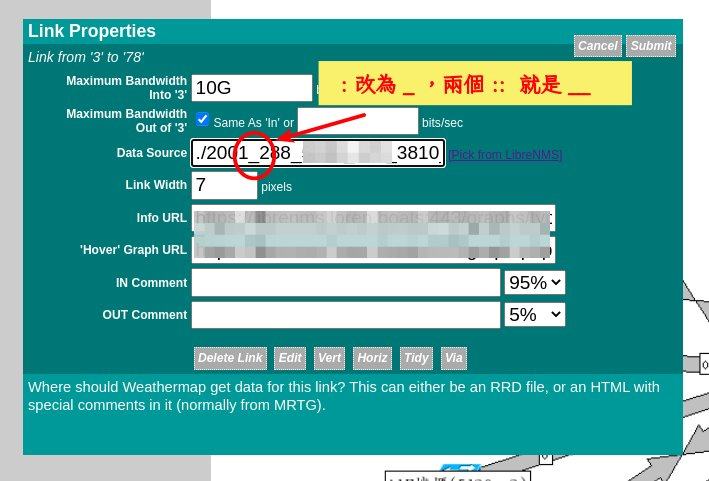 Link Properties
Link from '3' to '78'
Cancel Submit
Maximum Bandwidth
Into '3'
10G
: 改為 _ ，兩個 :: 就是 __
Maximum Bandwidth
Out of '3'
Same As 'In' or
bits/sec
Data Source ./2001_288_ _3810_ [Pick from LibreNMS]
Link Width 7 pixels
Info URL
'Hover' Graph URL
IN Comment 95%
OUT Comment 5%
Delete Link Edit Vert Horiz Tidy Via
Where should Weathermap get data for this link? This can either be an RRD file, or an HTML with
special comments in it (normally from MRTG).